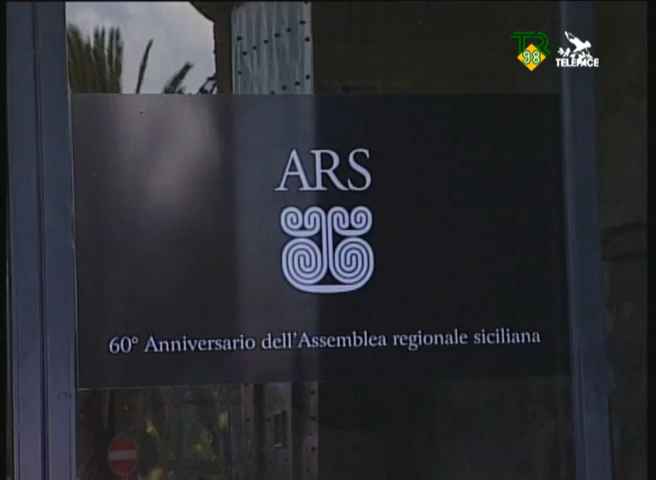 TR
98
TELEPACE
ARS
60° Anniversario dell'Assemblea regionale siciliana